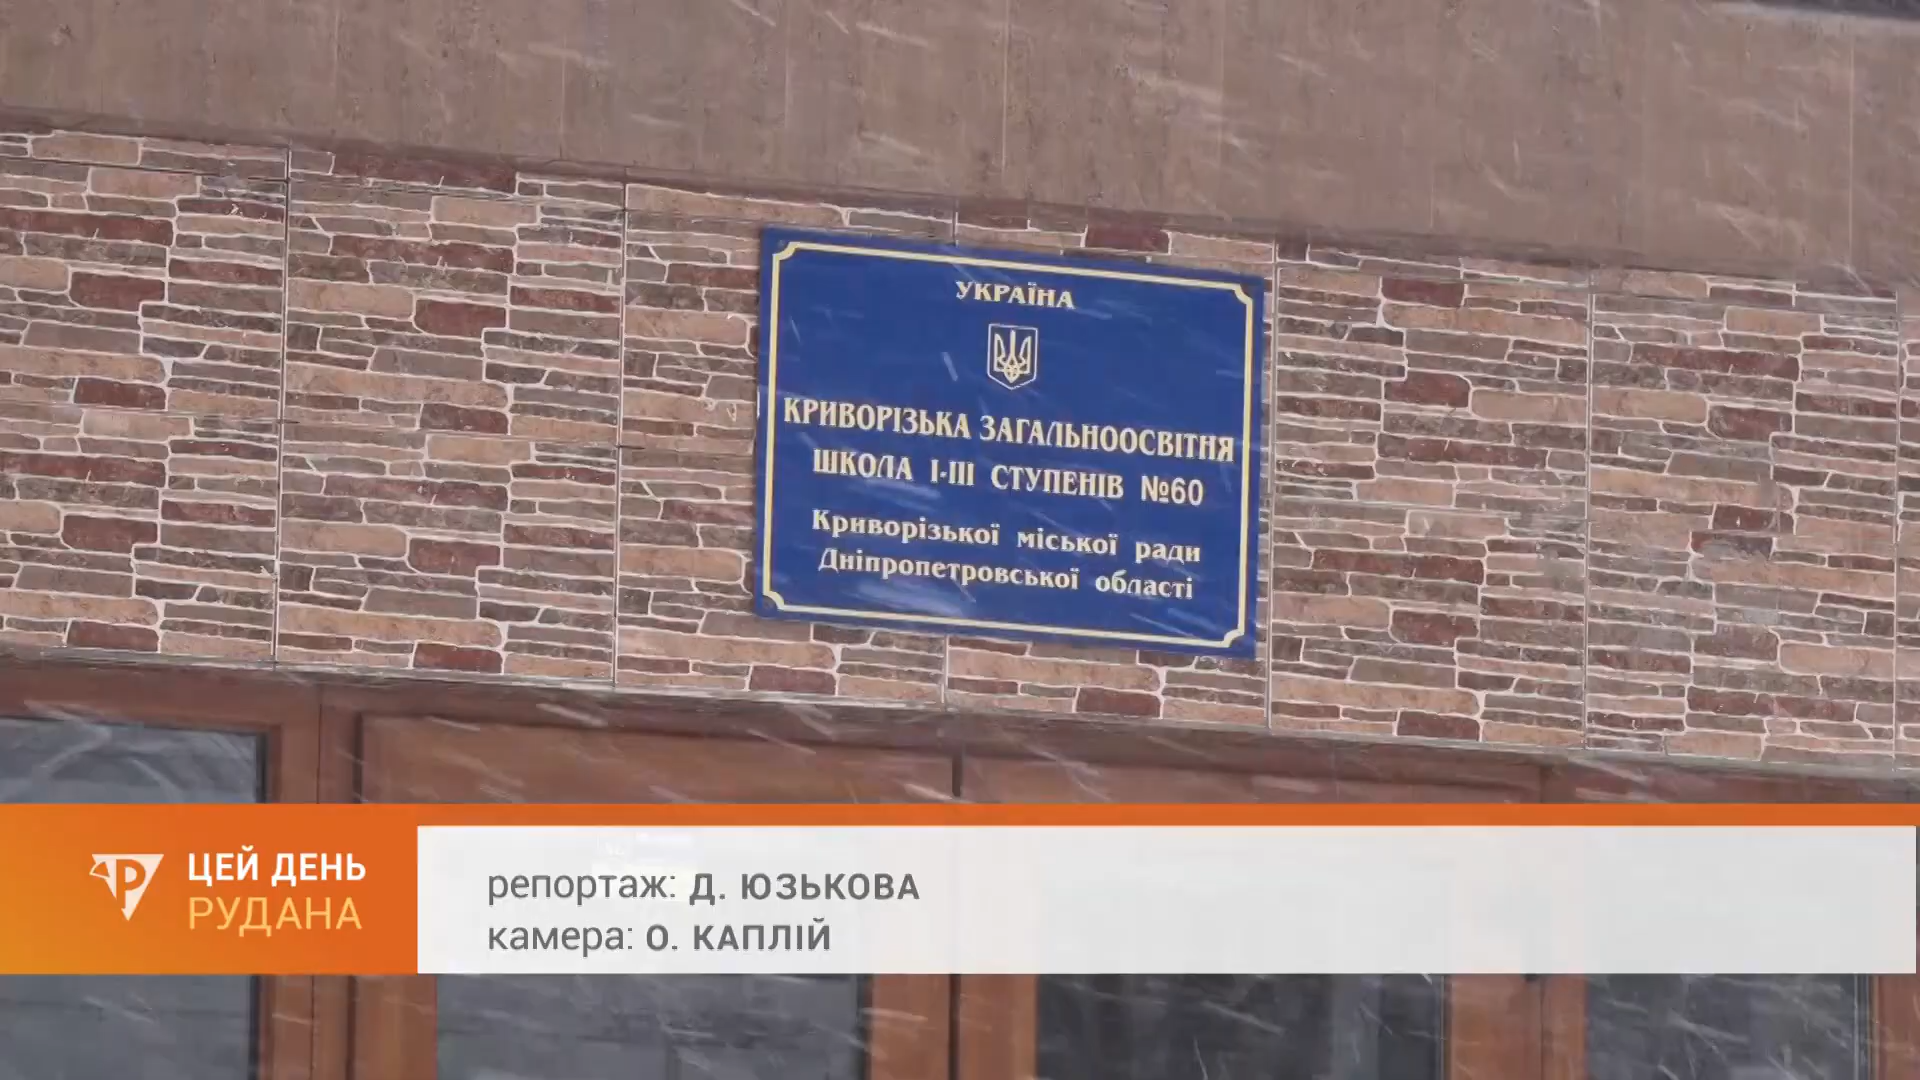 УКРАЇНА
КРИВОРІЗЬКА ЗАГАЛЬНООСВІТНЯ
ШКОЛА І-ІІІ СТУПЕНІВ №60
Криворізької міської ради
Дніпропетровської області
ЦЕЙ ДЕНЬ
РУДАНА
репортаж: Д. ЮЗЬКОВА
камера: О. КАПЛІЙ